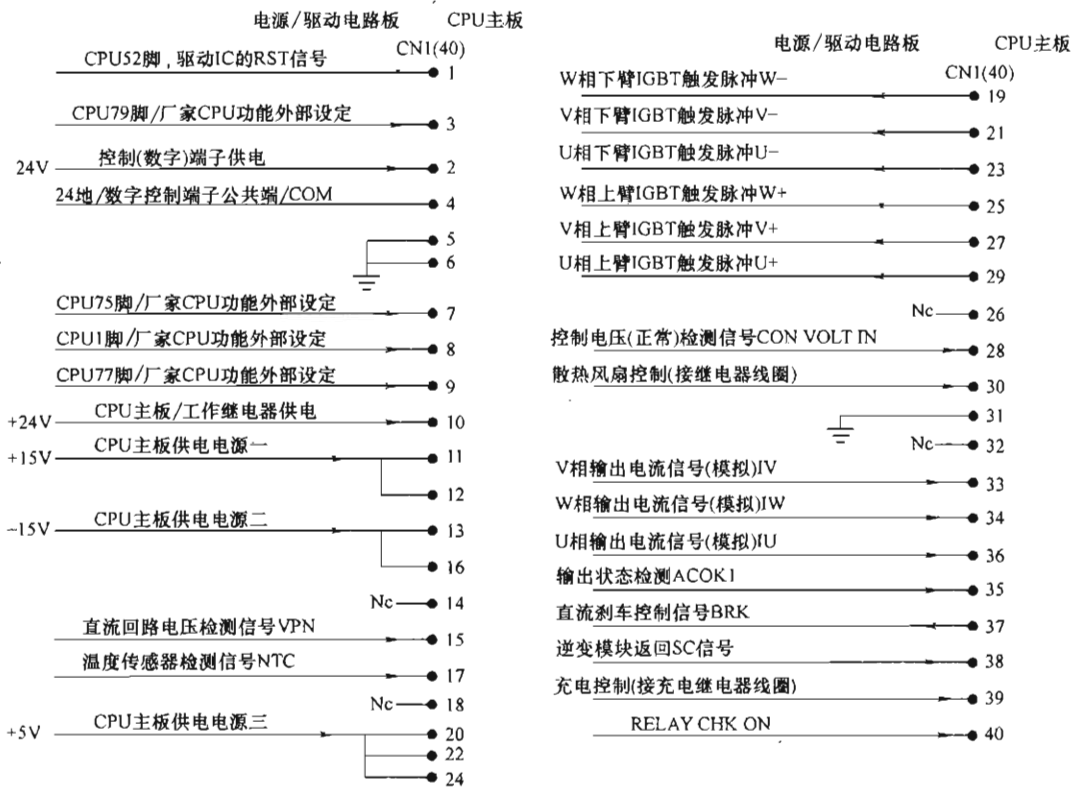 电源/驱动电路板 CPU主板
CN1(40)
CPU52脚,驱动IC的RST信号 1
CPU79脚/厂家CPU功能外部设定 3
24V 控制(数字)端子供电 2
24地/数字控制端子公共端/COM 4
5
6
CPU75脚/厂家CPU功能外部设定 7
CPU1脚/厂家CPU功能外部设定 8
CPU77脚/厂家CPU功能外部设定 9
+24V CPU主板/工作继电器供电 10
+15V CPU主板供电电源一 11
12
-15V CPU主板供电电源二 13
16
Nc 14
直流回路电压检测信号VPN 15
温度传感器检测信号NTC 17
Nc 18
+5V CPU主板供电电源三 20
22
24
电源/驱动电路板 CPU主板
CN1(40)
W相下臂IGBT触发脉冲W- 19
V相下臂IGBT触发脉冲V- 21
U相下臂IGBT触发脉冲U- 23
W相上臂IGBT触发脉冲W+ 25
V相上臂IGBT触发脉冲V+ 27
U相上臂IGBT触发脉冲U+ 29
Nc 26
控制电压(正常)检测信号CON VOLT IN 28
散热风扇控制(接继电器线圈) 30
31
Nc 32
V相输出电流信号(模拟)IV 33
W相输出电流信号(模拟)IW 34
U相输出电流信号(模拟)IU 36
输出状态检测ACOK1 35
直流刹车控制信号BRK 37
逆变模块返回SC信号 38
充电控制(接充电继电器线圈) 39
RELAY CHK ON 40